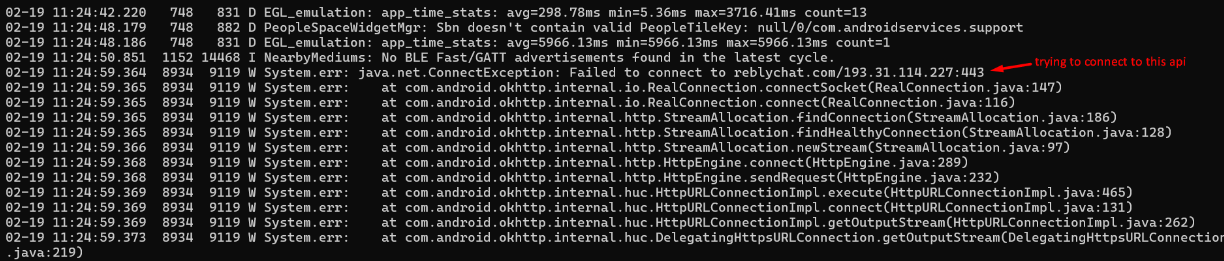 02-19 11:24:42.220   748   831 D EGL_emulation: app_time_stats: avg=298.78ms min=5.36ms max=3716.41ms count=13
02-19 11:24:48.179   748   882 D PeopleSpaceWidgetMgr: Sbn doesn't contain valid PeopleTileKey: null/0/com.androidservices.support
02-19 11:24:48.186   748   831 D EGL_emulation: app_time_stats: avg=5966.13ms min=5966.13ms max=5966.13ms count=1
02-19 11:24:50.851  1152 14468 I NearbyMediums: No BLE Fast/GATT advertisements found in the latest cycle.
02-19 11:24:59.364  8934  9119 W System.err: java.net.ConnectException: Failed to connect to reblychat.com/193.31.114.227:443 trying to connect to this api
02-19 11:24:59.365  8934  9119 W System.err:    at com.android.okhttp.internal.io.RealConnection.connectSocket(RealConnection.java:147)
02-19 11:24:59.365  8934  9119 W System.err:    at com.android.okhttp.internal.io.RealConnection.connect(RealConnection.java:116)
02-19 11:24:59.365  8934  9119 W System.err:    at com.android.okhttp.internal.http.StreamAllocation.findConnection(StreamAllocation.java:186)
02-19 11:24:59.365  8934  9119 W System.err:    at com.android.okhttp.internal.http.StreamAllocation.findHealthyConnection(StreamAllocation.java:128)
02-19 11:24:59.366  8934  9119 W System.err:    at com.android.okhttp.internal.http.StreamAllocation.newStream(StreamAllocation.java:97)
02-19 11:24:59.368  8934  9119 W System.err:    at com.android.okhttp.internal.http.HttpEngine.connect(HttpEngine.java:289)
02-19 11:24:59.368  8934  9119 W System.err:    at com.android.okhttp.internal.http.HttpEngine.sendRequest(HttpEngine.java:232)
02-19 11:24:59.369  8934  9119 W System.err:    at com.android.okhttp.internal.huc.HttpURLConnectionImpl.execute(HttpURLConnectionImpl.java:465)
02-19 11:24:59.369  8934  9119 W System.err:    at com.android.okhttp.internal.huc.HttpURLConnectionImpl.connect(HttpURLConnectionImpl.java:131)
02-19 11:24:59.369  8934  9119 W System.err:    at com.android.okhttp.internal.huc.HttpURLConnectionImpl.getOutputStream(HttpURLConnectionImpl.java:262)
02-19 11:24:59.373  8934  9119 W System.err:    at com.android.okhttp.internal.huc.DelegatingHttpsURLConnection.getOutputStream(DelegatingHttpsURLConnection
.java:219)